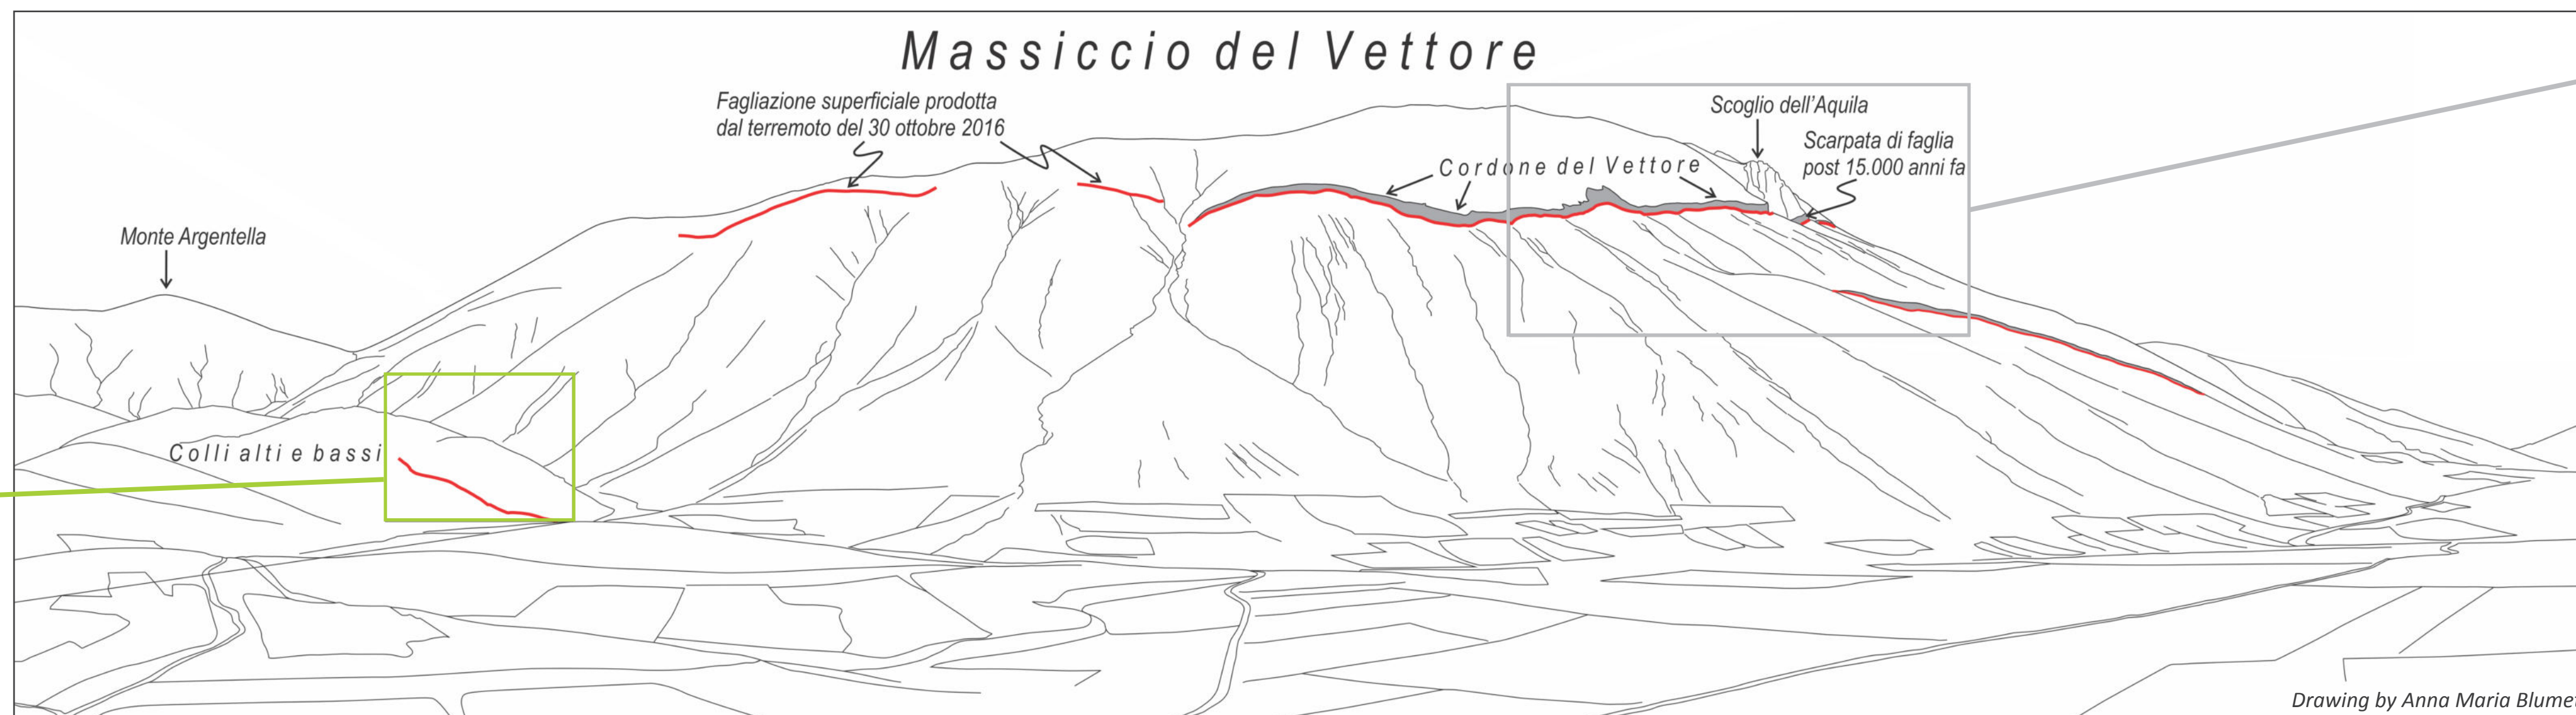 Massiccio del Vettore
Fagliazione superficiale prodotta
dal terremoto del 30 ottobre 2016
Scoglio dell'Aquila
Scarpata di faglia
post 15.000 anni fa
Cordone del Vettore
Monte Argentella
Colli alti e bassi
Drawing by Anna Maria